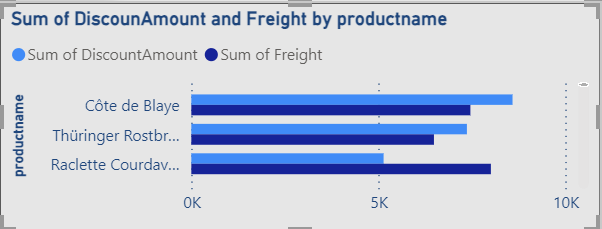 Sum of DiscounAmount and Freight by productname
Sum of DiscountAmount Sum of Freight
productname
Côte de Blaye
Thüringer Rostbr...
Raclette Courdav...
0K 5K 10K